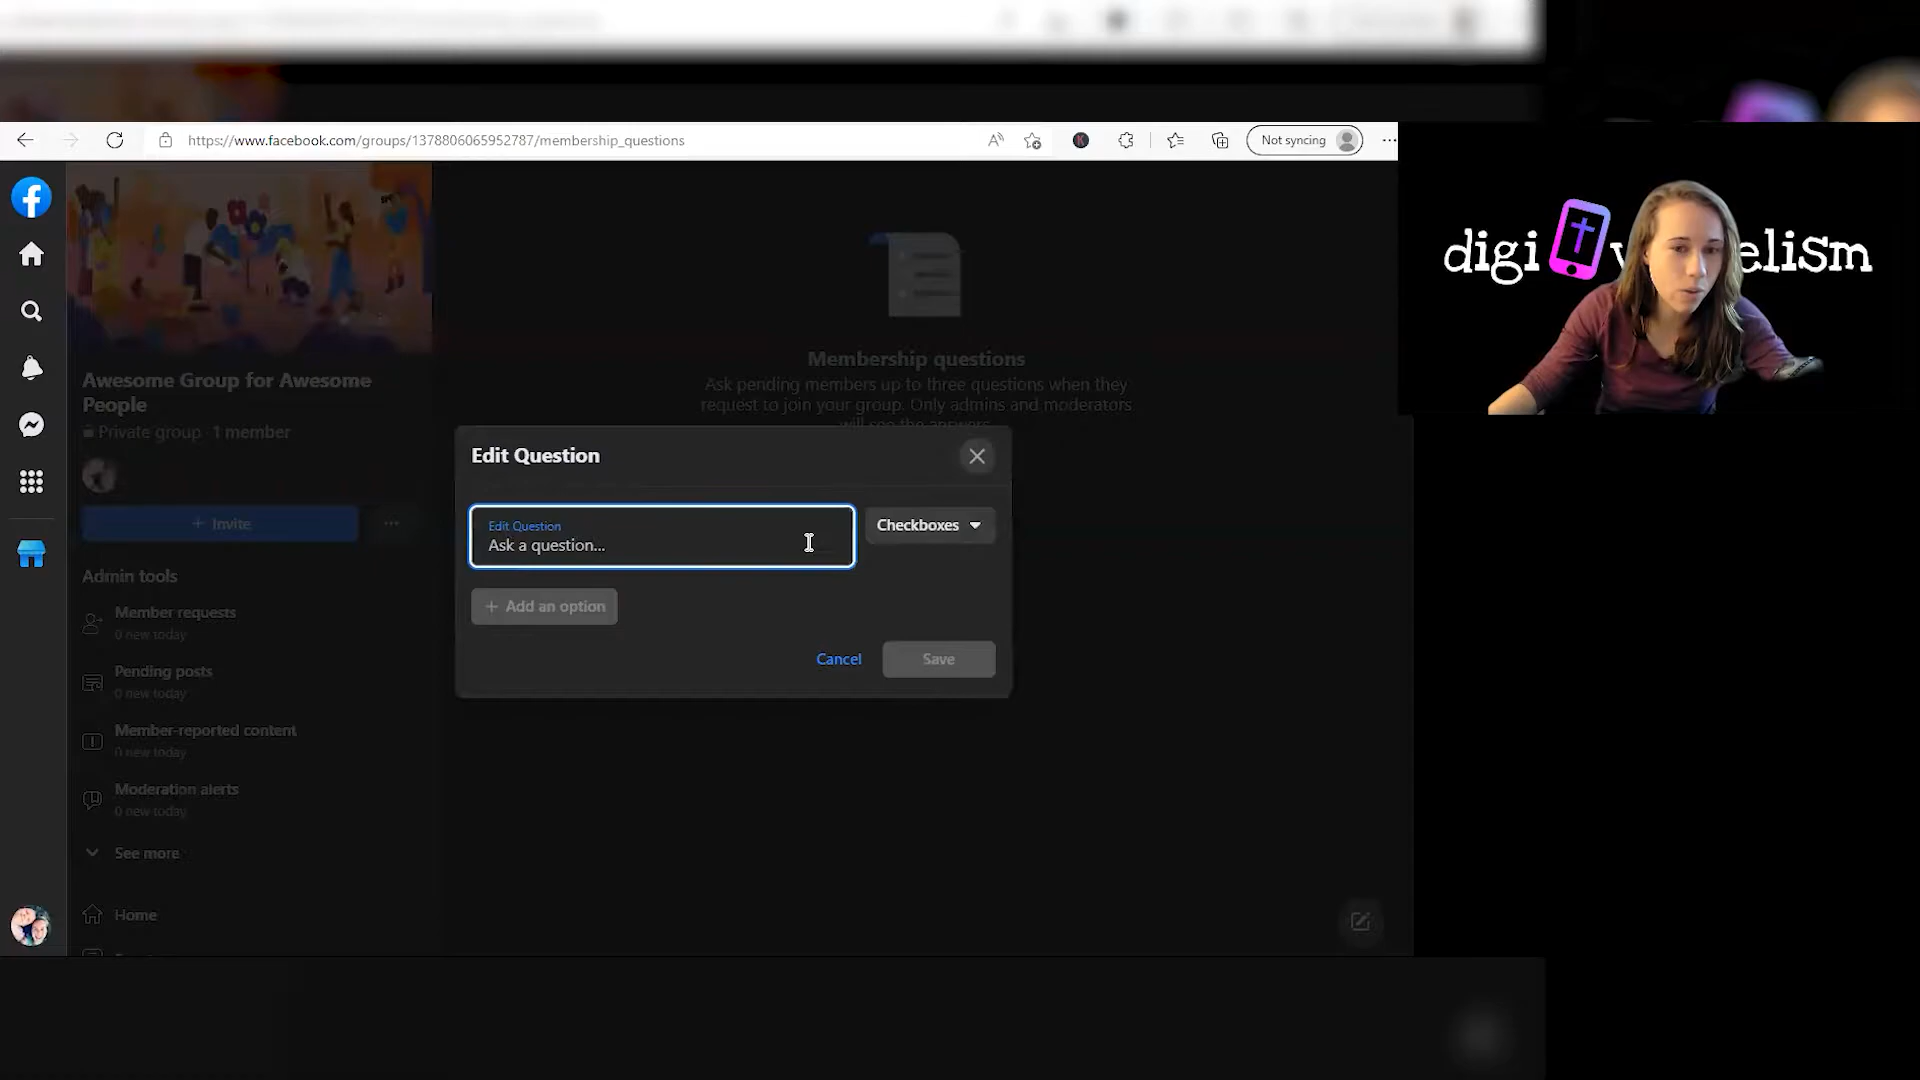 https://www.facebook.com/groups/1378806065952787/membership_questions
Not syncing
digi
elism
Membership questions
Ask pending members up to three questions when they
request to join your group. Only admins and moderators
will see the answers.
Awesome Group for Awesome
People
Private group · 1 member
+ Invite
Edit Question
Edit Question
Ask a question...
Checkboxes
+ Add an option
Cancel
Save
Admin tools
Member requests
0 new today
Pending posts
0 new today
Member-reported content
0 new today
Moderation alerts
0 new today
See more
Home